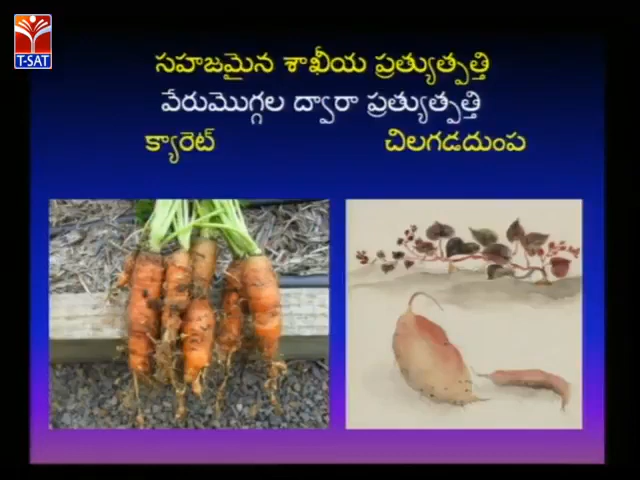 T-SAT
సహజమైన శాఖీయ ప్రత్యుత్పత్తి
వేరుమొగ్గల ద్వారా ప్రత్యుత్పత్తి
క్యారెట్ చిలగడదుంప